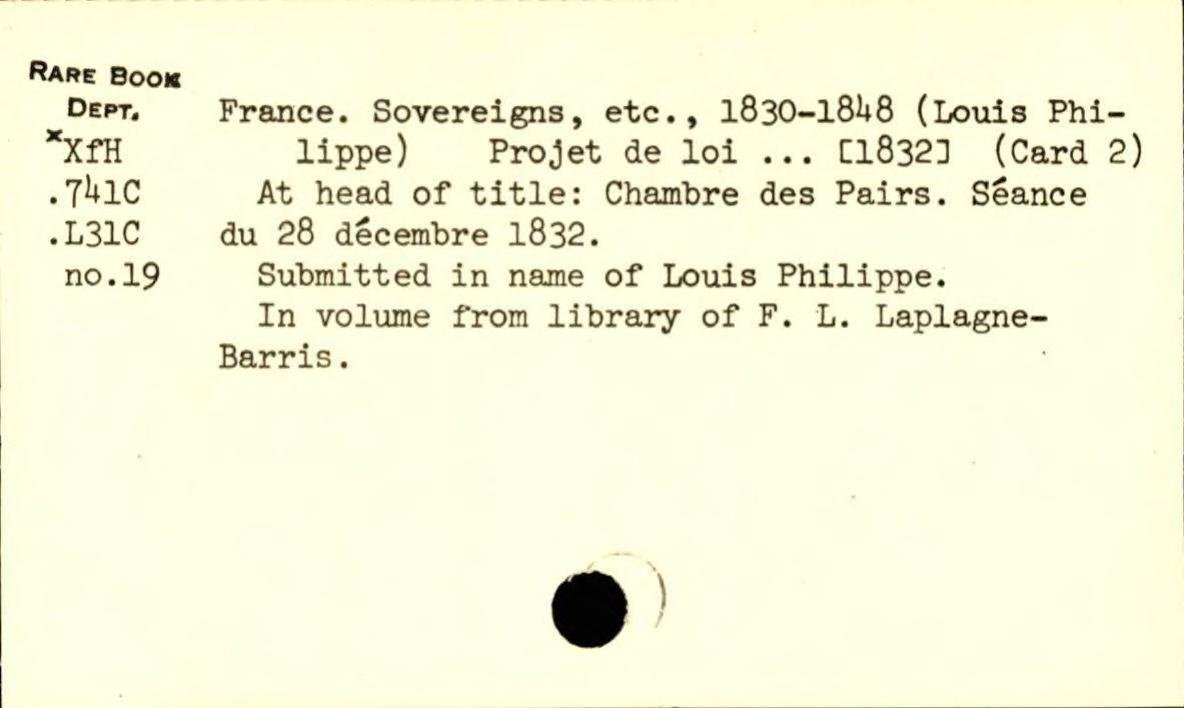 RARE BOOK
DEPT. France. Sovereigns, etc., 1830-1848 (Louis Phi-
xXfH lippe) Projet de loi ... [1832] (Card 2)
.741C At head of title: Chambre des Pairs. Séance
.L31C du 28 décembre 1832.
no.19 Submitted in name of Louis Philippe.
In volume from library of F. L. Laplagne-
Barris.